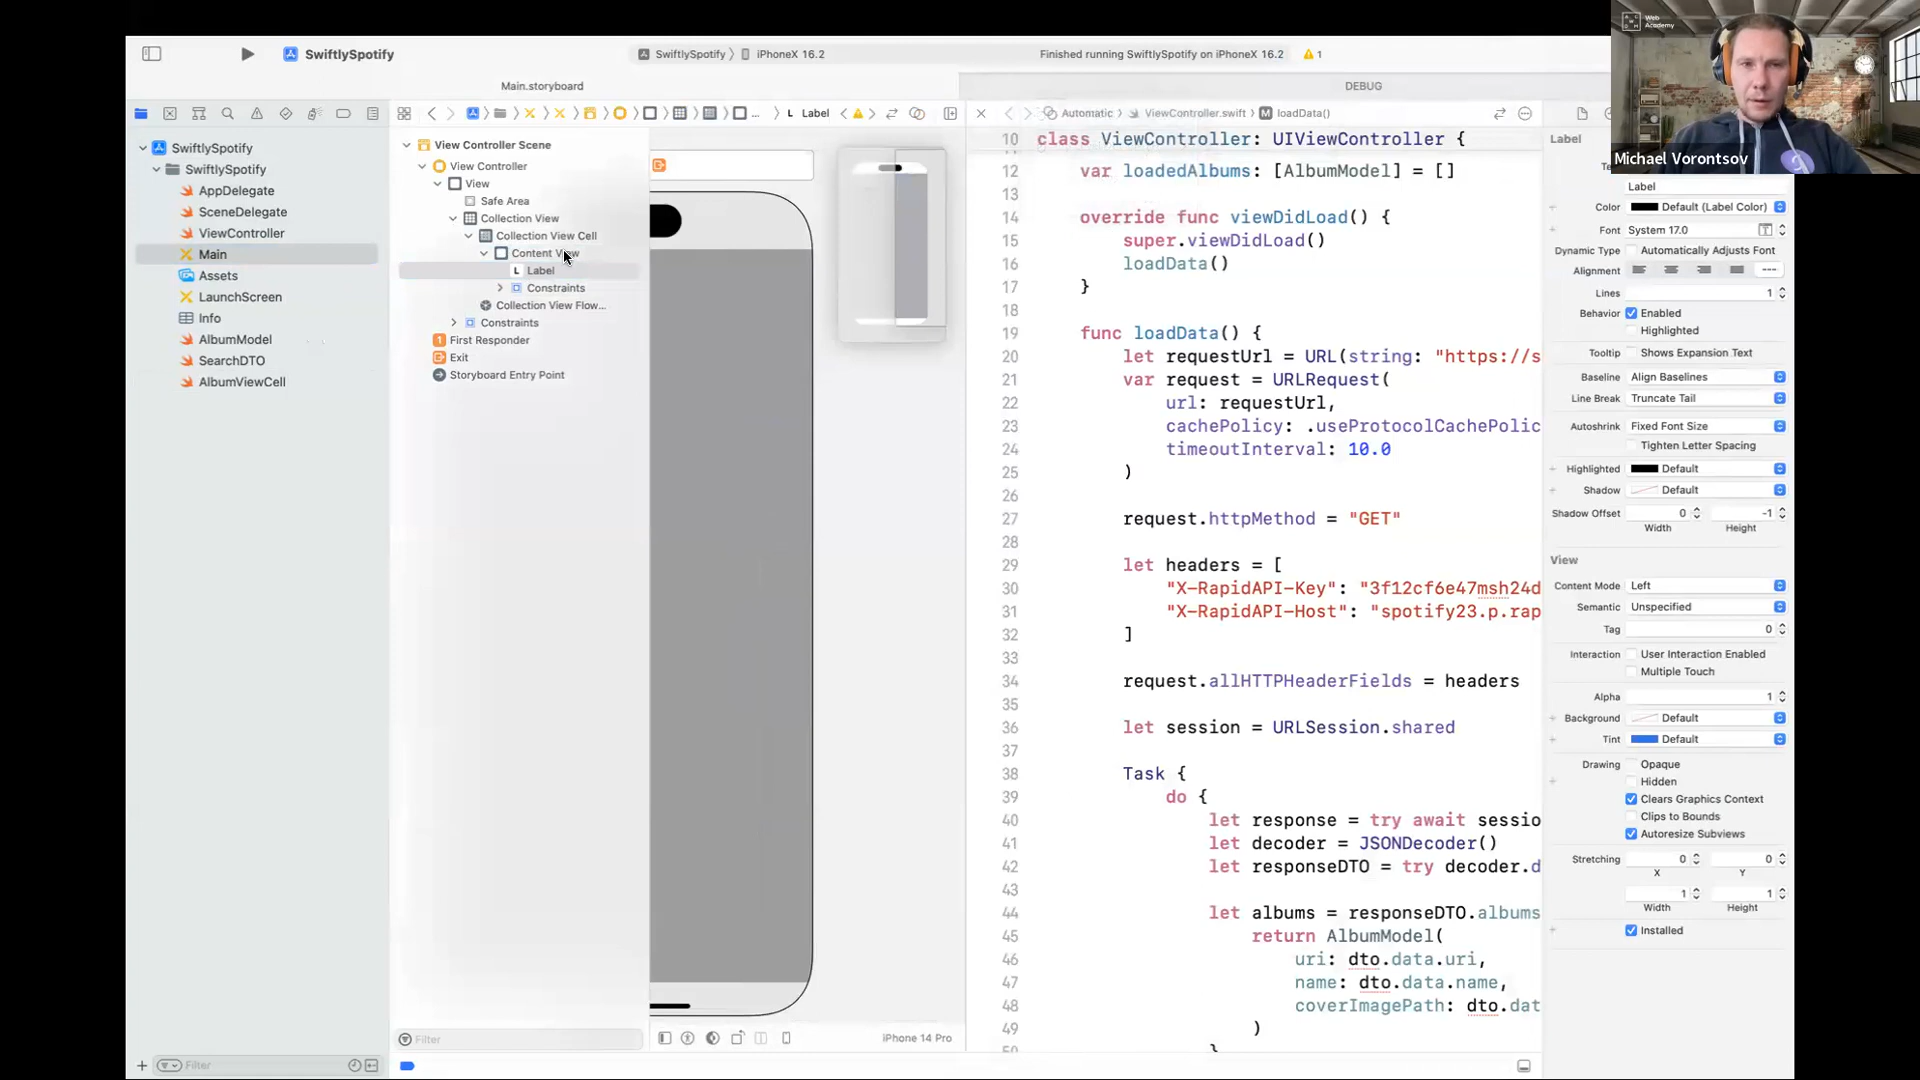 SwiftlySpotify
SwiftlySpotify
iPhoneX 16.2
Finished running SwiftlySpotify on iPhoneX 16.2
1
Web
Academy
Michael Vorontsov
Main.storyboard
DEBUG
...
L Label
Automatic
ViewController.swift
M loadData()
SwiftlySpotify
SwiftlySpotify
AppDelegate
SceneDelegate
ViewController
Main
Assets
LaunchScreen
Info
AlbumModel
SearchDTO
AlbumViewCell
Filter
View Controller Scene
View Controller
View
Safe Area
Collection View
Collection View Cell
Content View
L Label
Constraints
Collection View Flow...
Constraints
First Responder
Exit
Storyboard Entry Point
Filter
iPhone 14 Pro
10 class ViewController: UIViewController {
12 var loadedAlbums: [AlbumModel] = []
13
14 override func viewDidLoad() {
15 super.viewDidLoad()
16 loadData()
17 }
18
19 func loadData() {
20 let requestUrl = URL(string: "https://s
21 var request = URLRequest(
22 url: requestUrl,
23 cachePolicy: .useProtocolCachePolic
24 timeoutInterval: 10.0
25 )
26
27 request.httpMethod = "GET"
28
29 let headers = [
30 "X-RapidAPI-Key": "3f12cf6e47msh24d
31 "X-RapidAPI-Host": "spotify23.p.rap
32 ]
33
34 request.allHTTPHeaderFields = headers
35
36 let session = URLSession.shared
37
38 Task {
39 do {
40 let response = try await sessio
41 let decoder = JSONDecoder()
42 let responseDTO = try decoder.d
43
44 let albums = responseDTO.albums
45 return AlbumModel(
46 uri: dto.data.uri,
47 name: dto.data.name,
48 coverImagePath: dto.dat
49 )
50 }
Label
Label
Color Default (Label Color)
Font System 17.0
Dynamic Type Automatically Adjusts Font
Alignment
Lines 1
Behavior Enabled
Highlighted
Tooltip Shows Expansion Text
Baseline Align Baselines
Line Break Truncate Tail
Autoshrink Fixed Font Size
Tighten Letter Spacing
Highlighted Default
Shadow Default
Shadow Offset 0 -1
Width Height
View
Content Mode Left
Semantic Unspecified
Tag 0
Interaction User Interaction Enabled
Multiple Touch
Alpha 1
Background Default
Tint Default
Drawing Opaque
Hidden
Clears Graphics Context
Clips to Bounds
Autoresize Subviews
Stretching 0 0
X Y
1 1
Width Height
Installed